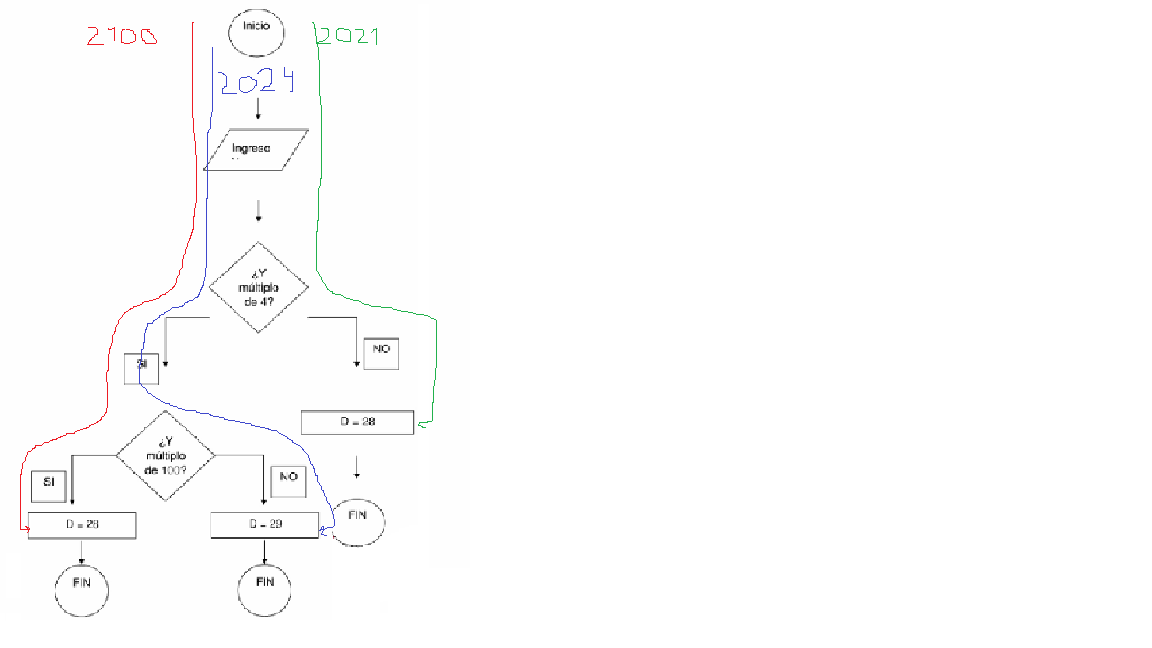 Inicio
2100
2021
2024
Ingresa
¿Y
múltiplo
de 4?
NO
SI
D = 28
¿Y
múltiplo
de 100?
SI
NO
D = 28
D = 29
FIN
FIN
FIN